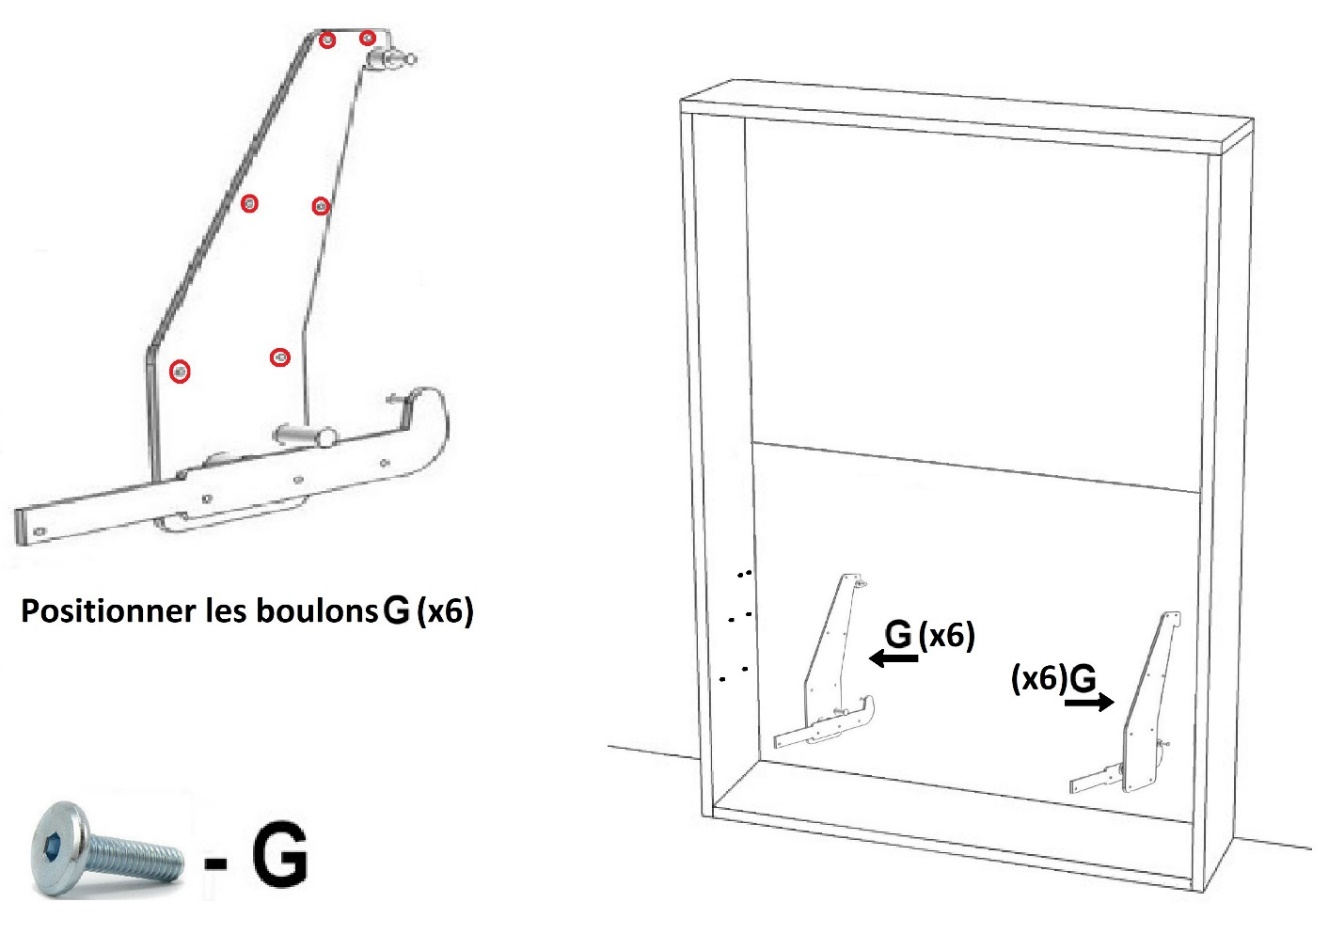 Positionner les boulons G (x6)
G (x6)
(x6)G
- G